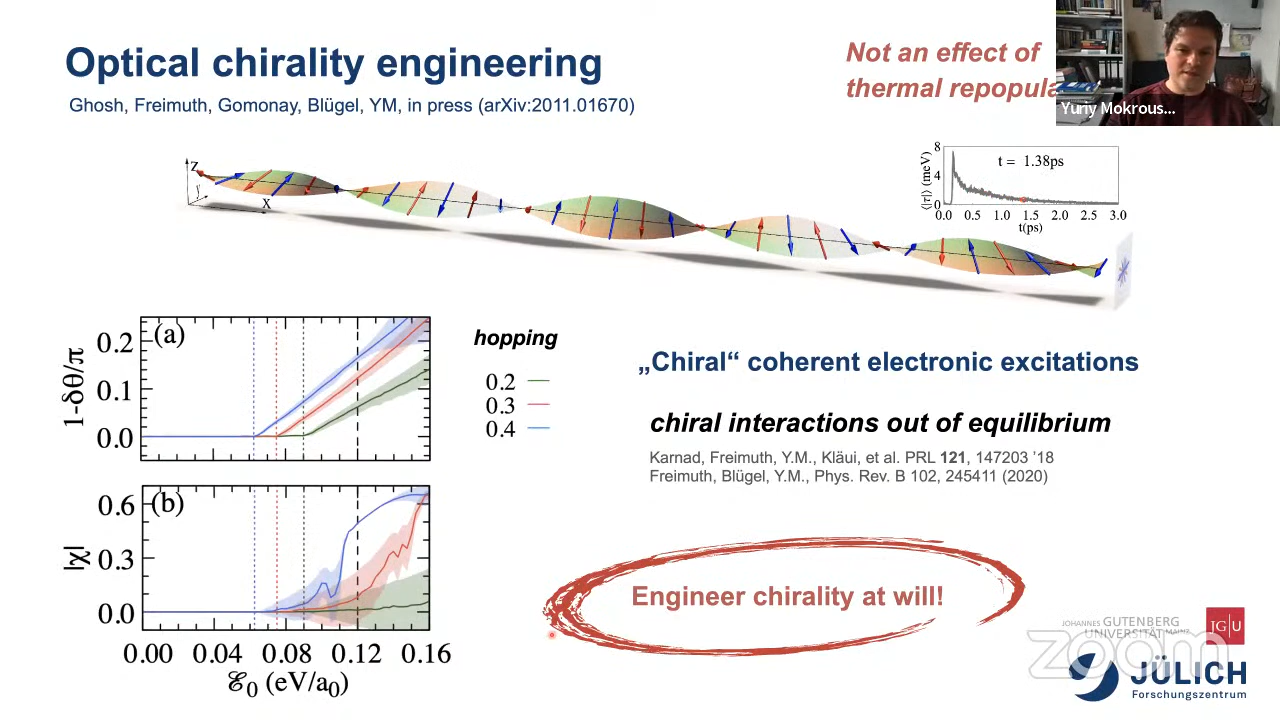 Optical chirality engineering
Ghosh, Freimuth, Gomonay, Blügel, YM, in press (arXiv:2011.01670)
Not an effect of
thermal repopula
Yuriy Mokrous...
z
y
x
8
4
0
⟨|τ|⟩ (meV)
t = 1.38ps
0.0 0.5 1.0 1.5 2.0 2.5 3.0
t(ps)
(a)
0.2
0.1
0.0
1-δθ/π
hopping
0.2
0.3
0.4
(b)
0.6
0.3
0.0
|χ|
0.00 0.04 0.08 0.12 0.16
ℰ₀ (eV/a₀)
„Chiral“ coherent electronic excitations
chiral interactions out of equilibrium
Karnad, Freimuth, Y.M., Kläui, et al. PRL 121, 147203 ’18
Freimuth, Blügel, Y.M., Phys. Rev. B 102, 245411 (2020)
Engineer chirality at will!
JOHANNES GUTENBERG
UNIVERSITÄT MAINZ
JG|U
zoom
JÜLICH
Forschungszentrum